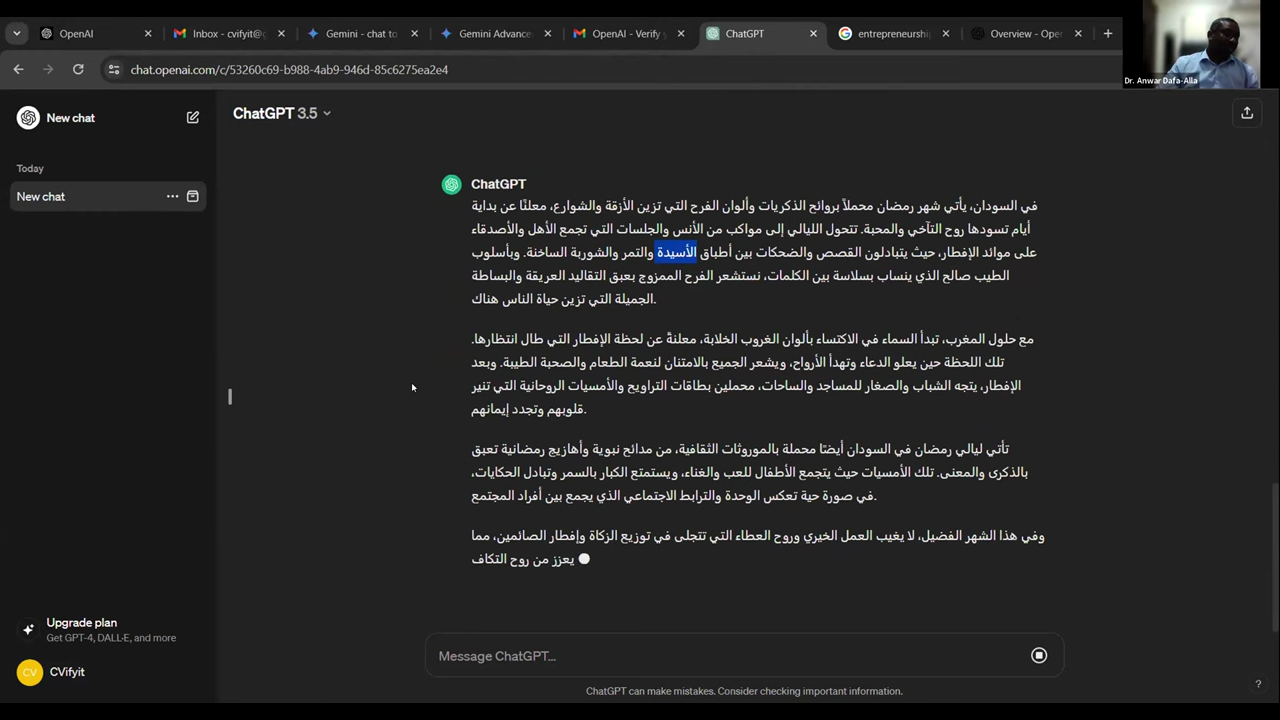 OpenAI
Inbox - cvifyit@g
Gemini - chat to
Gemini Advance
OpenAI - Verify y
ChatGPT
entrepreneurshi
Overview - Ope
chat.openai.com/c/53260c69-b988-4ab9-946d-85c6275ea2e4
Dr. Anwar Dafa-Alla
New chat
ChatGPT 3.5
Today
New chat
ChatGPT
في السودان، يأتي شهر رمضان محملاً بروائح الذكريات وألوان الفرح التي تزين الأزقة والشوارع، معلنًا عن بداية
أيام تسودها روح التآخي والمحبة. تتحول الليالي إلى مواكب من الأنس والجلسات التي تجمع الأهل والأصدقاء
على موائد الإفطار، حيث يتبادلون القصص والضحكات بين أطباق الأسيدة والتمر والشوربة الساخنة. وبأسلوب
الطيب صالح الذي ينساب بسلاسة بين الكلمات، نستشعر الفرح الممزوج بعبق التقاليد العريقة والبساطة
الجميلة التي تزين حياة الناس هناك.
مع حلول المغرب، تبدأ السماء في الاكتساء بألوان الغروب الخلابة، معلنةً عن لحظة الإفطار التي طال انتظارها.
تلك اللحظة حين يعلو الدعاء وتهدأ الأرواح، ويشعر الجميع بالامتنان لنعمة الطعام والصحبة الطيبة. وبعد
الإفطار، يتجه الشباب والصغار للمساجد والساحات، محملين بطاقات التراويح والأمسيات الروحانية التي تنير
قلوبهم وتجدد إيمانهم.
تأتي ليالي رمضان في السودان أيضًا محملة بالموروثات الثقافية، من مدائح نبوية وأهازيج رمضانية تعبق
بالذكرى والمعنى. تلك الأمسيات حيث يتجمع الأطفال للعب والغناء، ويستمتع الكبار بالسمر وتبادل الحكايات،
في صورة حية تعكس الوحدة والترابط الاجتماعي الذي يجمع بين أفراد المجتمع.
وفي هذا الشهر الفضيل، لا يغيب العمل الخيري وروح العطاء التي تتجلى في توزيع الزكاة وإفطار الصائمين، مما
يعزز من روح التكاف
Upgrade plan
Get GPT-4, DALL·E, and more
CV
CVifyit
Message ChatGPT...
ChatGPT can make mistakes. Consider checking important information.
?